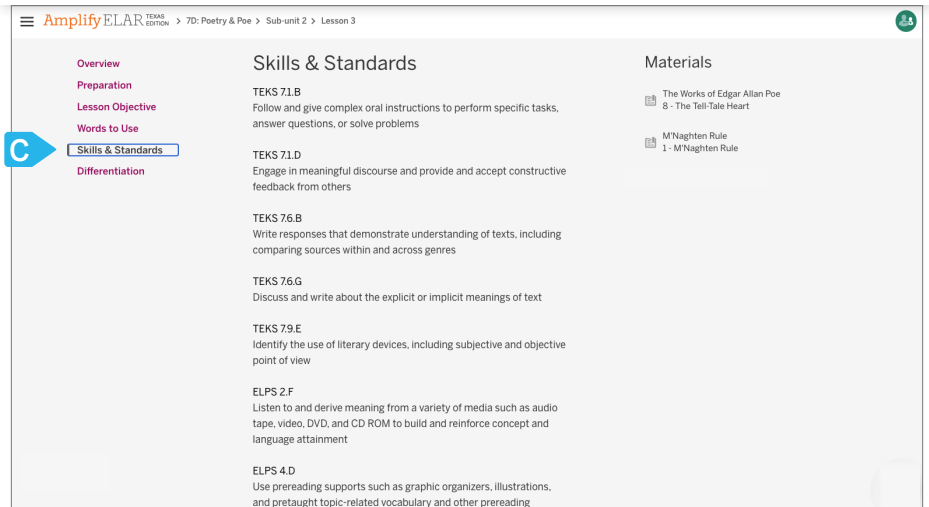 Amplify ELAR TEXAS EDITION > 7D: Poetry & Poe > Sub-unit 2 > Lesson 3
Overview
Preparation
Lesson Objective
Words to Use
C
Skills & Standards
Differentiation
Skills & Standards
TEKS 7.1.B
Follow and give complex oral instructions to perform specific tasks,
answer questions, or solve problems
TEKS 7.1.D
Engage in meaningful discourse and provide and accept constructive
feedback from others
TEKS 7.6.B
Write responses that demonstrate understanding of texts, including
comparing sources within and across genres
TEKS 7.6.G
Discuss and write about the explicit or implicit meanings of text
TEKS 7.9.E
Identify the use of literary devices, including subjective and objective
point of view
ELPS 2.F
Listen to and derive meaning from a variety of media such as audio
tape, video, DVD, and CD ROM to build and reinforce concept and
language attainment
ELPS 4.D
Use prereading supports such as graphic organizers, illustrations,
and pretaught topic-related vocabulary and other prereading
Materials
The Works of Edgar Allan Poe
8 - The Tell-Tale Heart
M'Naghten Rule
1 - M'Naghten Rule